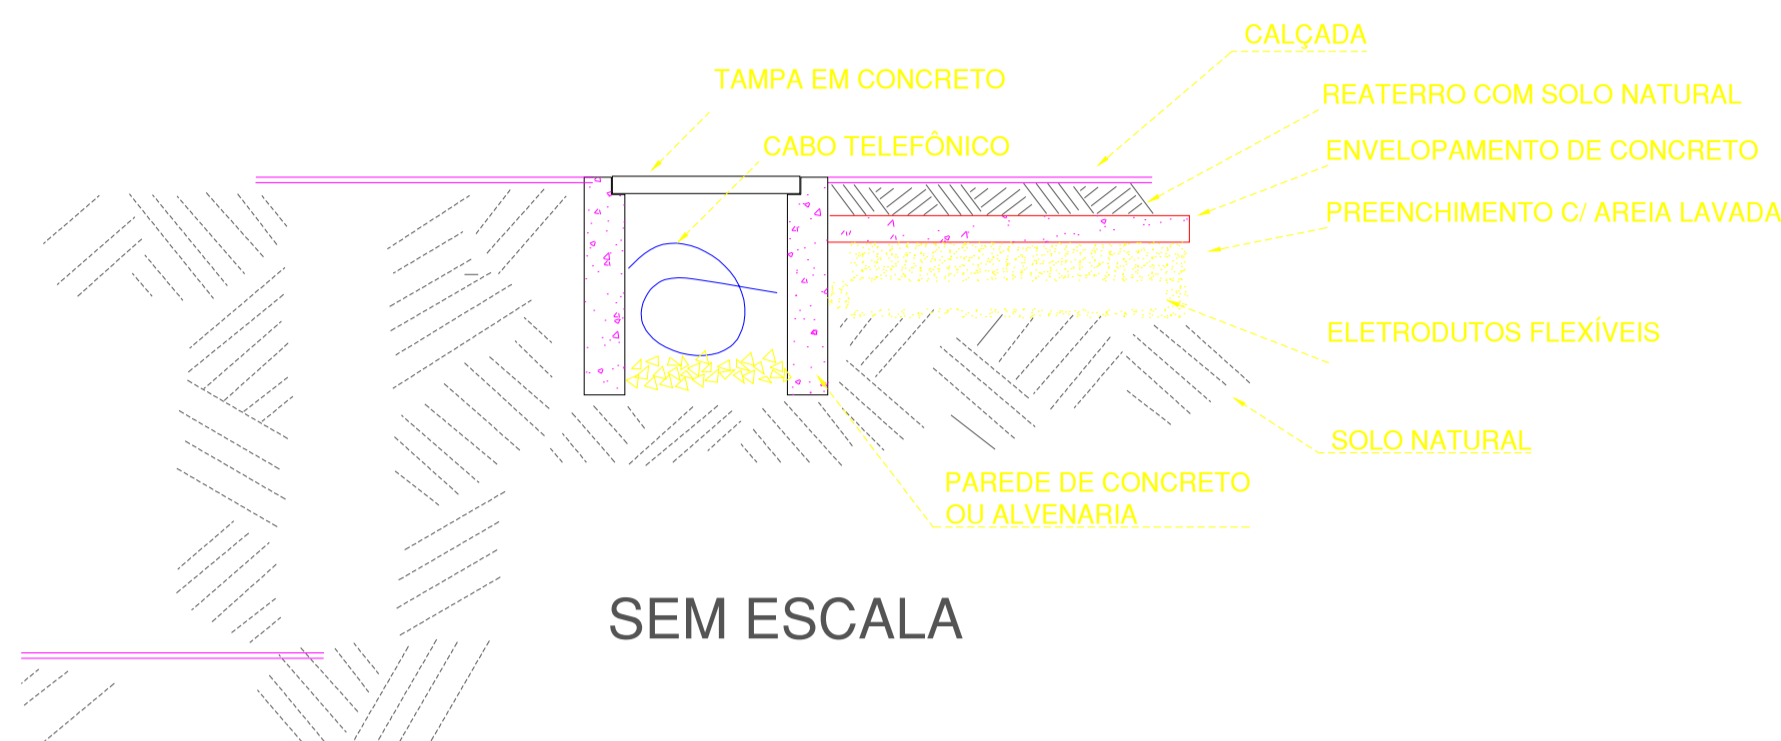 CALÇADA
TAMPA EM CONCRETO
REATERRO COM SOLO NATURAL
CABO TELEFÔNICO
ENVELOPAMENTO DE CONCRETO
PREENCHIMENTO C/ AREIA LAVADA
ELETRODUTOS FLEXÍVEIS
SOLO NATURAL
PAREDE DE CONCRETO
OU ALVENARIA
SEM ESCALA